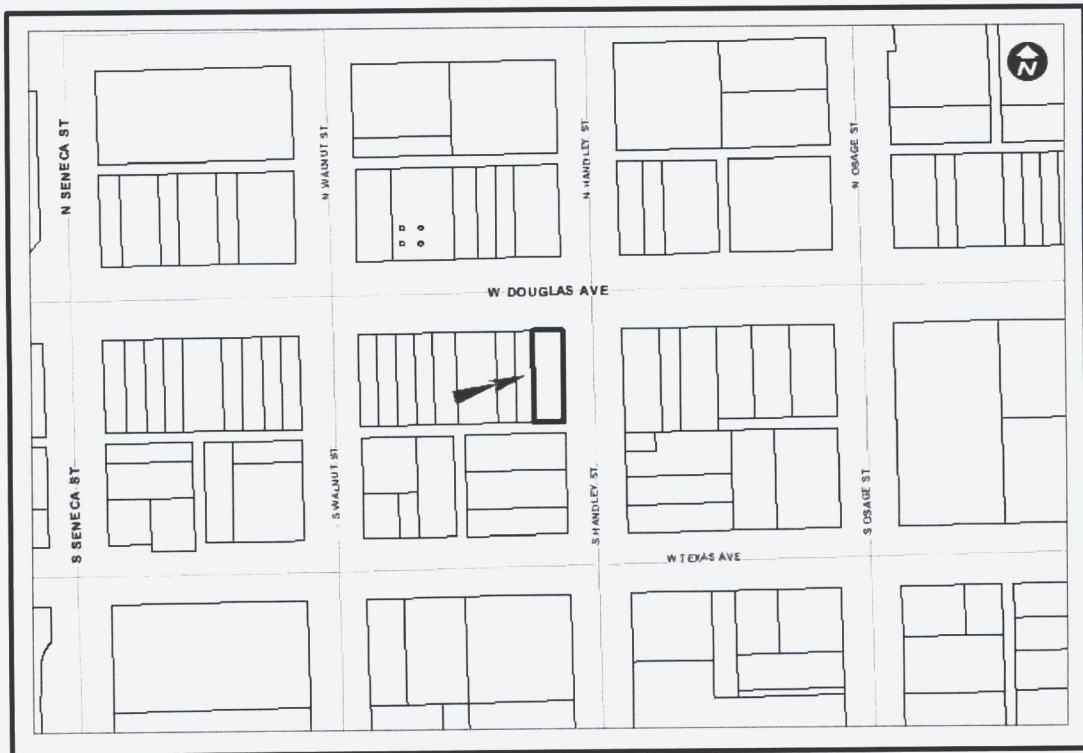 N
N SENECA ST
N WALNUT ST
N HANDLEY ST
N OSAGE ST
W DOUGLAS AVE
S SENECA ST
S WALNUT ST
S HANDLEY ST
S OSAGE ST
W TEXAS AVE